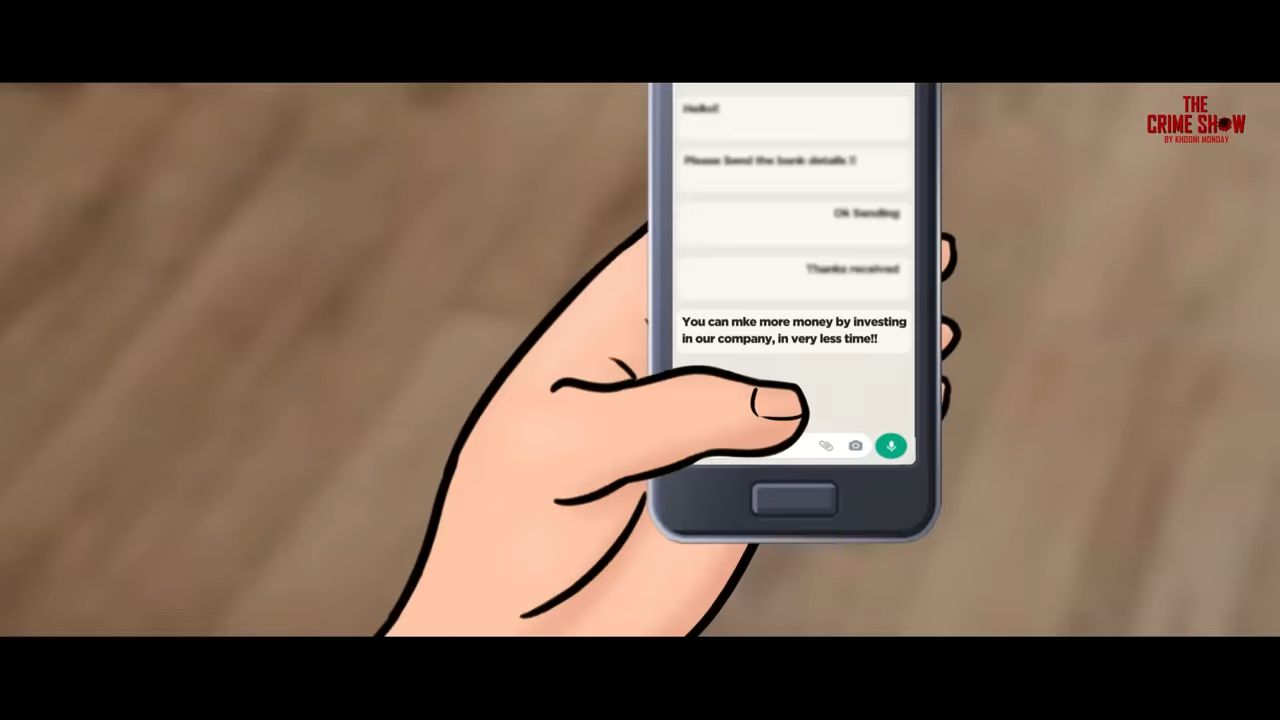 THE
CRIME SHOW
BY KHOONI MONDAY
Hello!!
Please Send the bank details !!
Ok Sending
Thanks received
You can mke more money by investing
in our company, in very less time!!